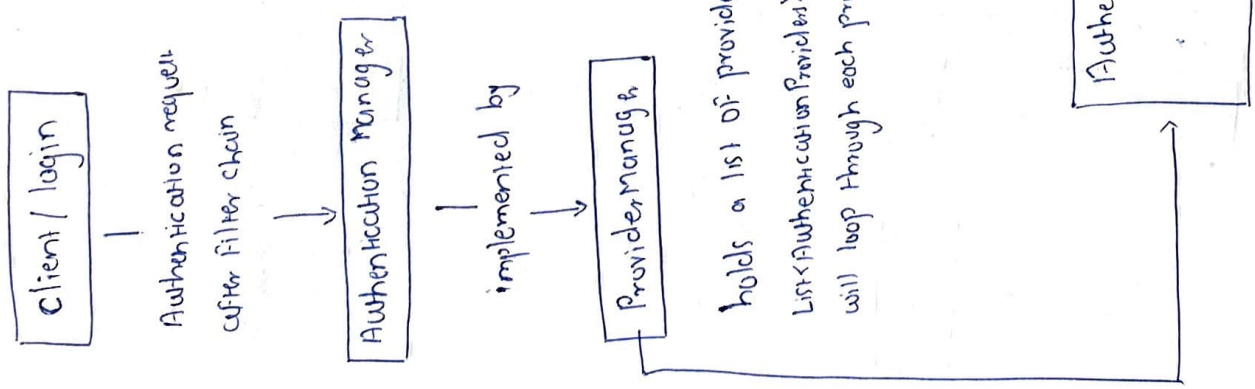 Client / login
Authentication request
after Filter chain
Authentication Manager
implemented by
ProviderManager
holds a list of provide
List<AuthenticationProviders>
will loop through each pr
Authe